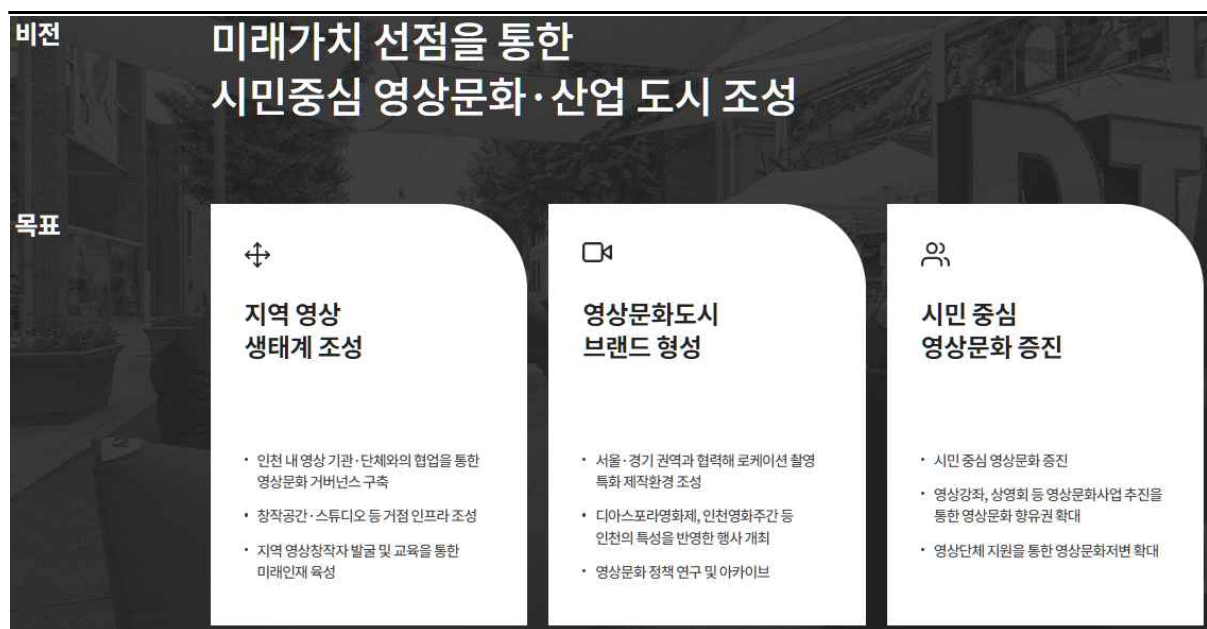 비전
미래가치 선점을 통한
시민중심 영상문화·산업 도시 조성
목표
지역 영상
생태계 조성
• 인천 내 영상 기관·단체와의 협업을 통한
영상문화 거버넌스 구축
• 창작공간·스튜디오 등 거점 인프라 조성
• 지역 영상창작자 발굴 및 교육을 통한
미래인재 육성
영상문화도시
브랜드 형성
• 서울·경기 권역과 협력해 로케이션 촬영
특화 제작환경 조성
• 디아스포라영화제, 인천영화주간 등
인천의 특성을 반영한 행사 개최
• 영상문화 정책 연구 및 아카이브
시민 중심
영상문화 증진
• 시민 중심 영상문화 증진
• 영상강좌, 상영회 등 영상문화사업 추진을
통한 영상문화 향유권 확대
• 영상단체 지원을 통한 영상문화저변 확대